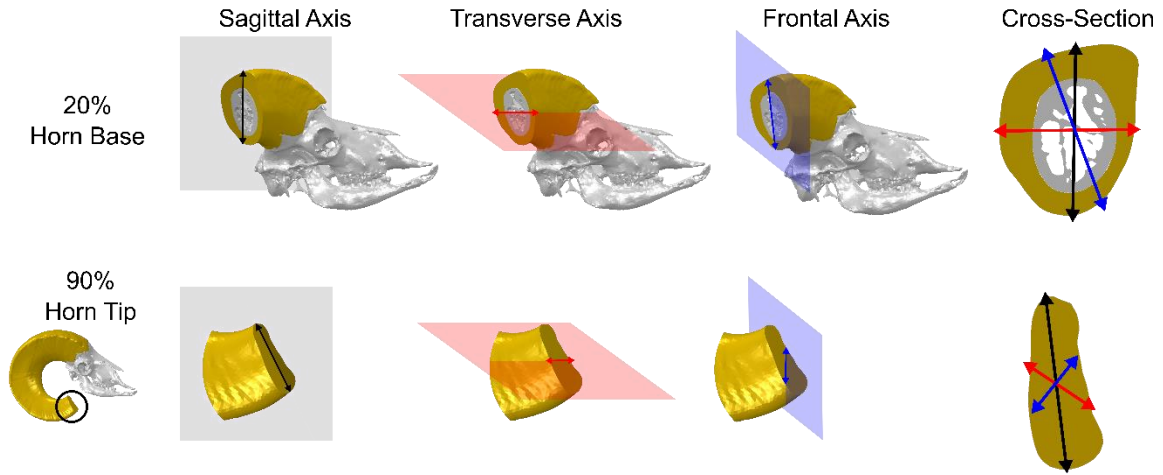 Sagittal Axis
Transverse Axis
Frontal Axis
Cross-Section
20%
Horn Base
90%
Horn Tip